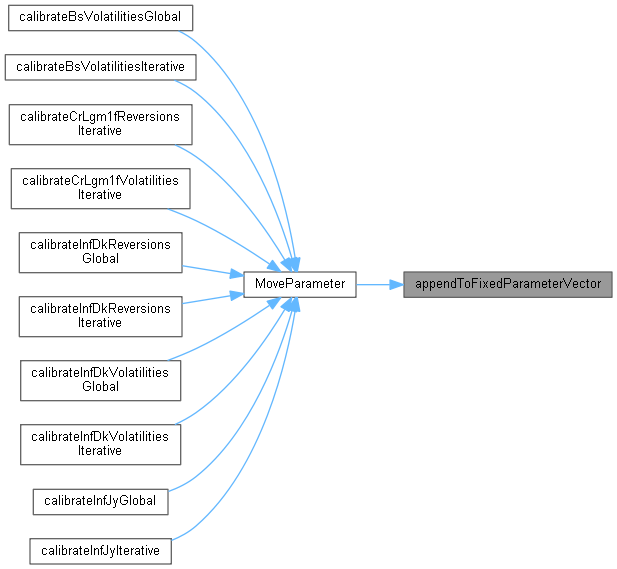 calibrateBsVolatilitiesGlobal
calibrateBsVolatilitiesIterative
calibrateCrLgm1fReversions
Iterative
calibrateCrLgm1fVolatilities
Iterative
calibrateInfDkReversions
Global
calibrateInfDkReversions
Iterative
calibrateInfDkVolatilities
Global
calibrateInfDkVolatilities
Iterative
calibrateInfJyGlobal
calibrateInfJyIterative
MoveParameter
appendToFixedParameterVector